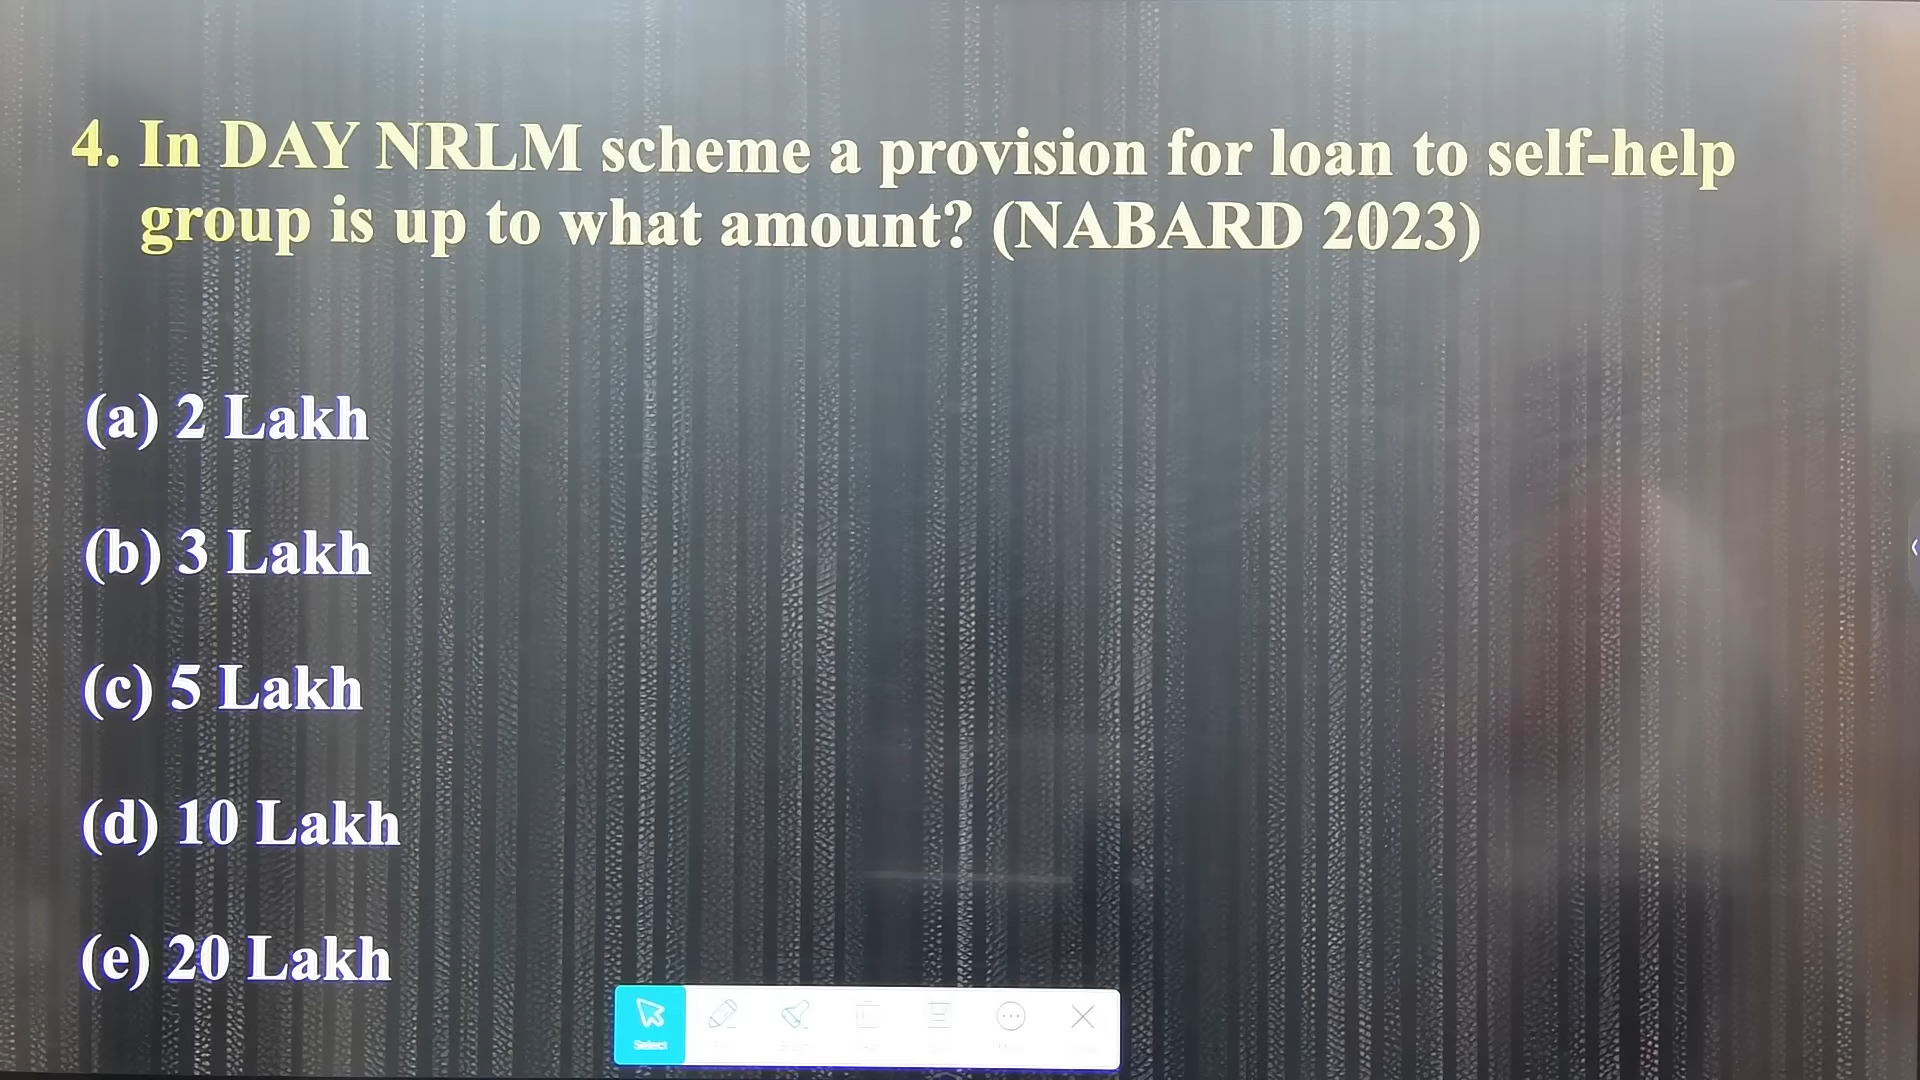 4. In DAY NRLM scheme a provision for loan to self-help
group is up to what amount? (NABARD 2023)
(a) 2 Lakh
(b) 3 Lakh
(c) 5 Lakh
(d) 10 Lakh
(e) 20 Lakh
Select